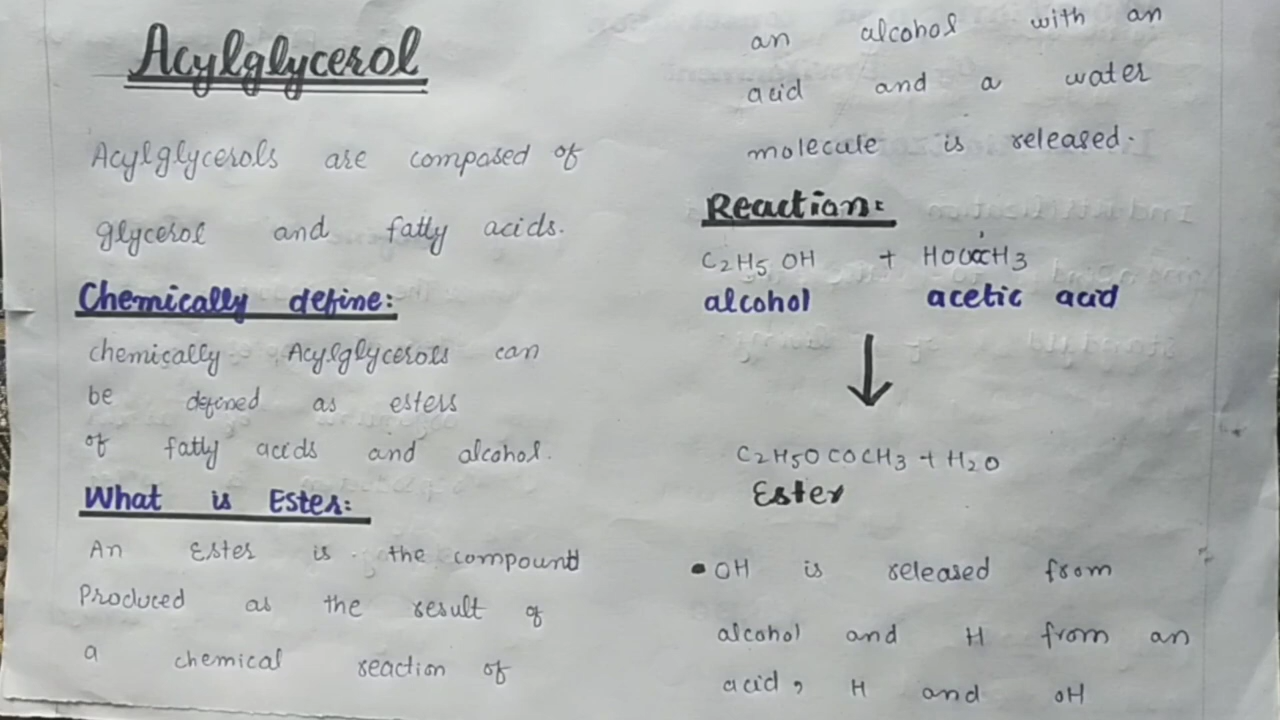 Acylglycerol
Acylglycerols are composed of
glycerol and fatty acids.
Chemically define:
chemically Acylglycerols can
be defined as esters
of fatty acids and alcohol.
What is Ester:
An Ester is the compound
Produced as the result of
a chemical reaction of
an alcohol with an
acid and a water
molecule is released.
Reaction:
C2H5 OH +
alcohol acetic acid
C2H5OCOCH3 + H2O
Ester
• OH is released from
alcohol and H from an
acid, H and OH